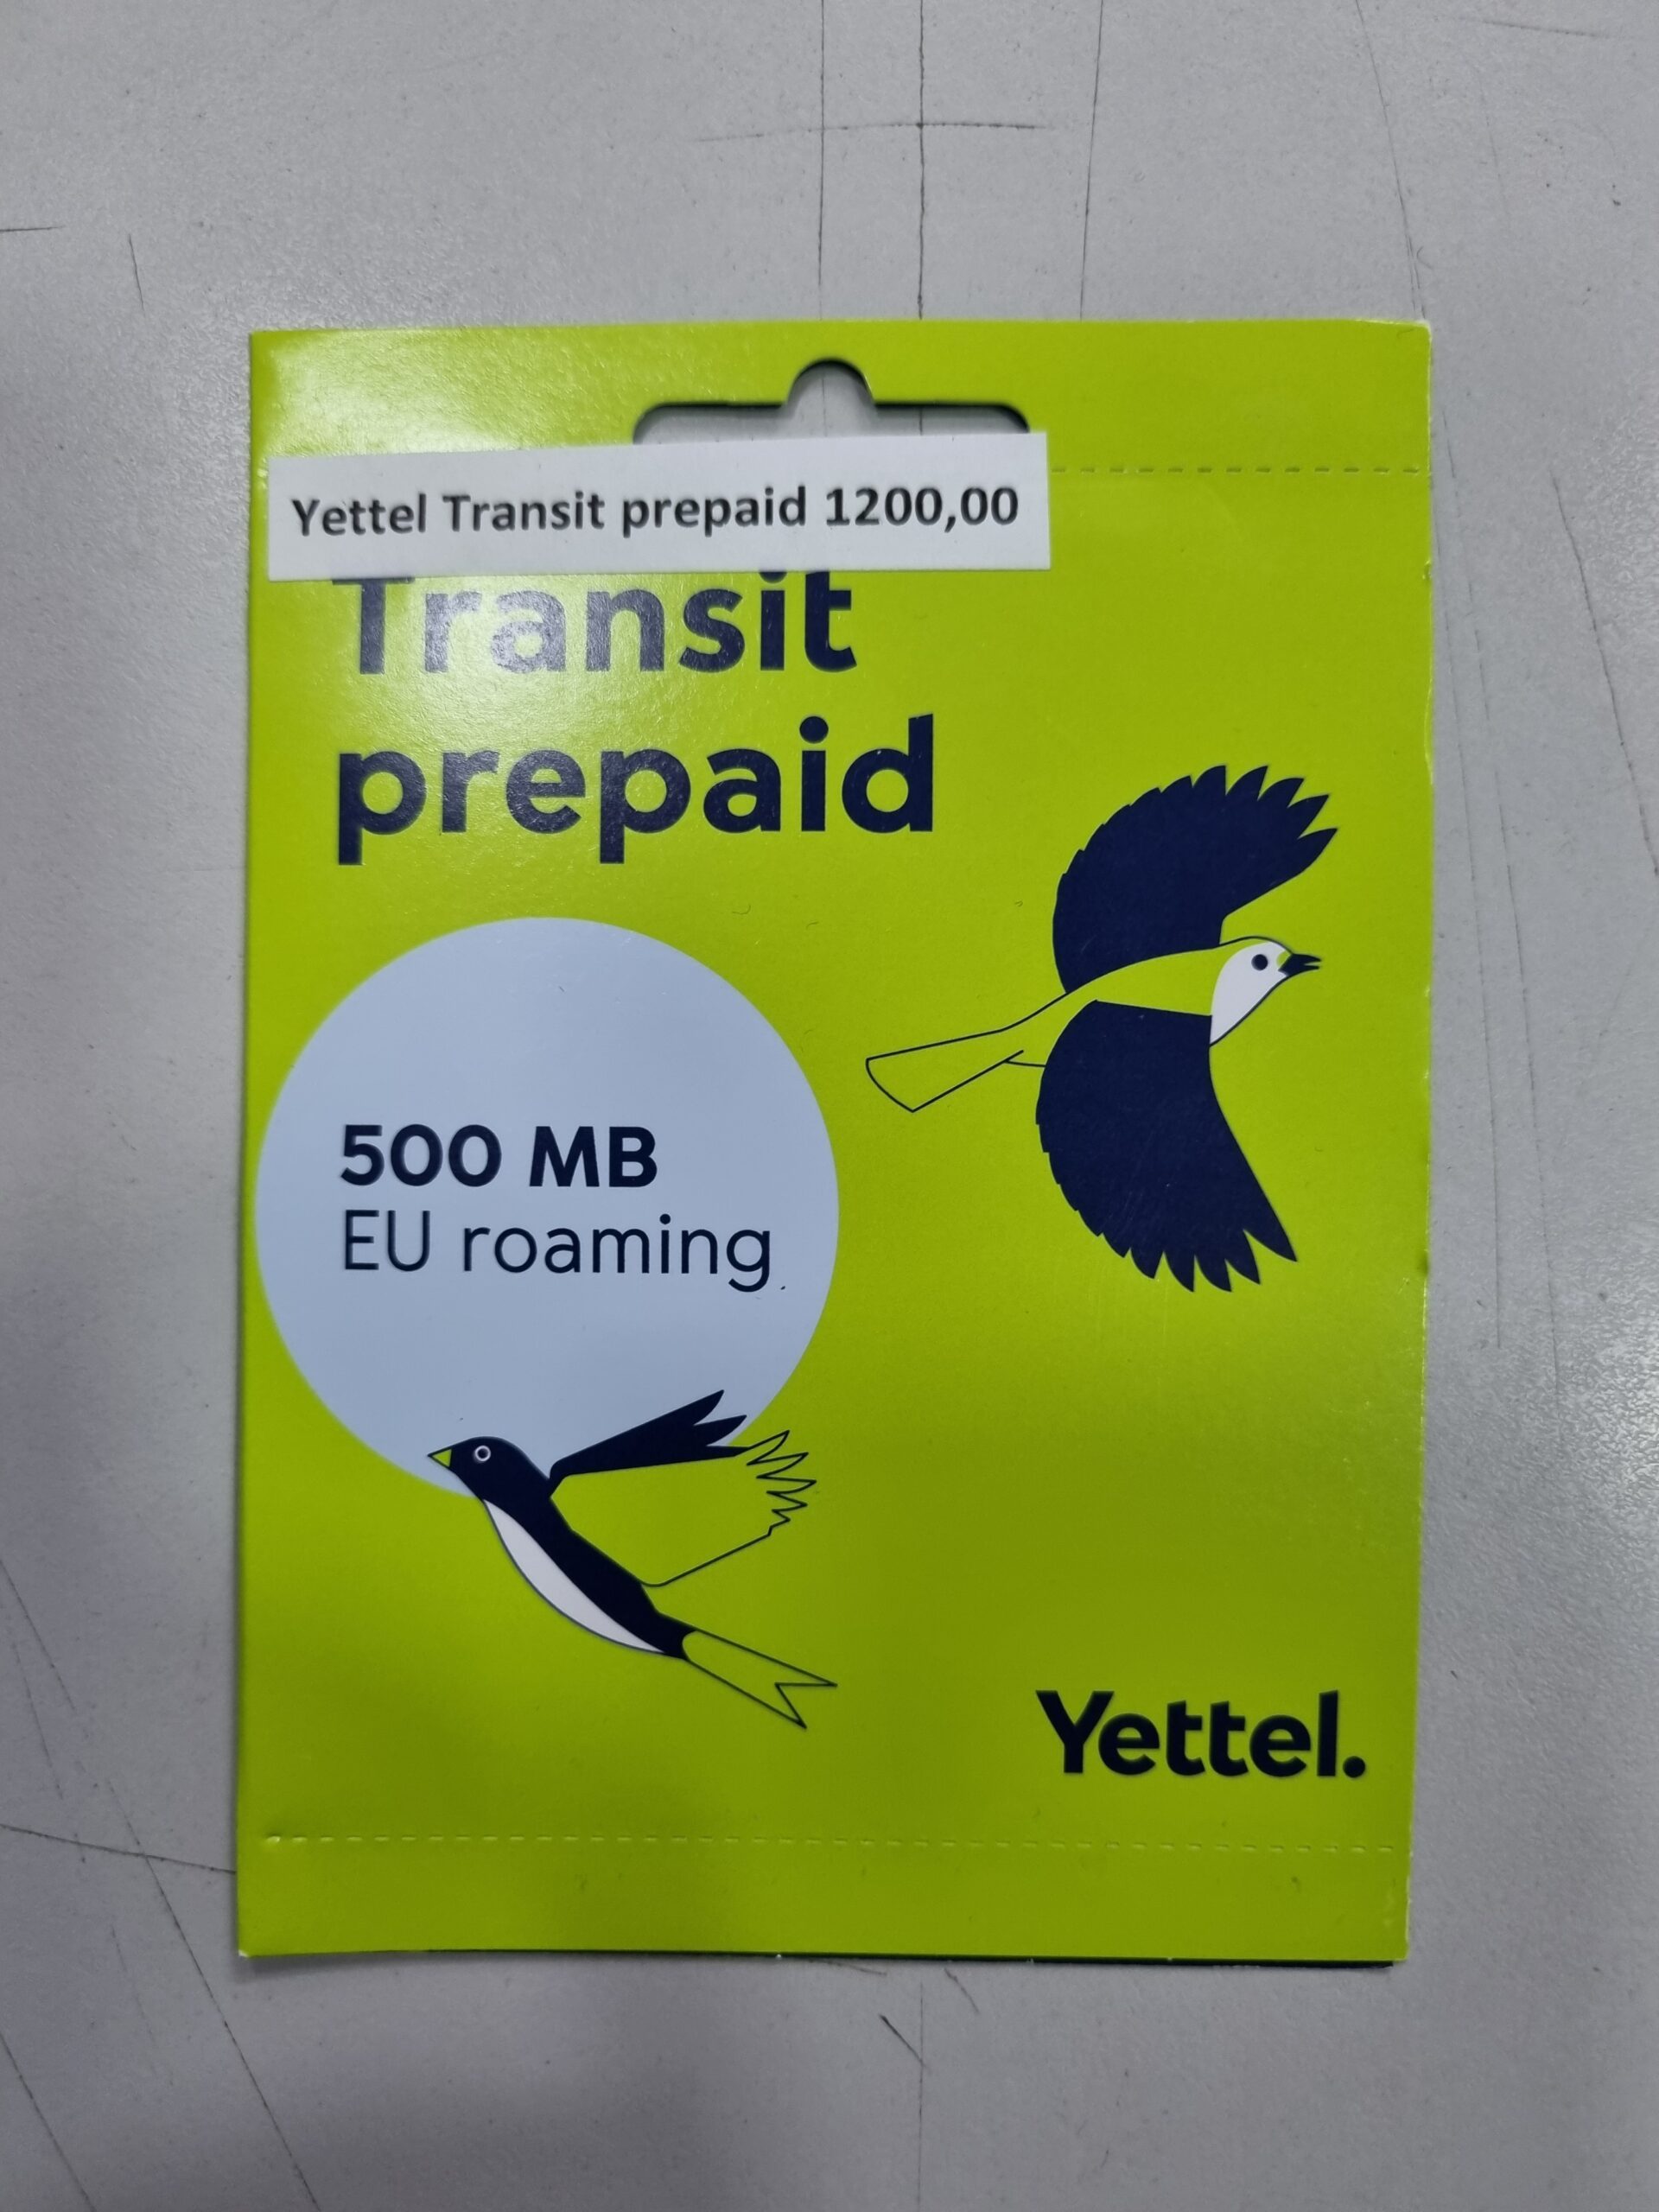 Yettel Transit prepaid 1200,00
Transit
prepaid
500 MB
EU roaming
Yettel.